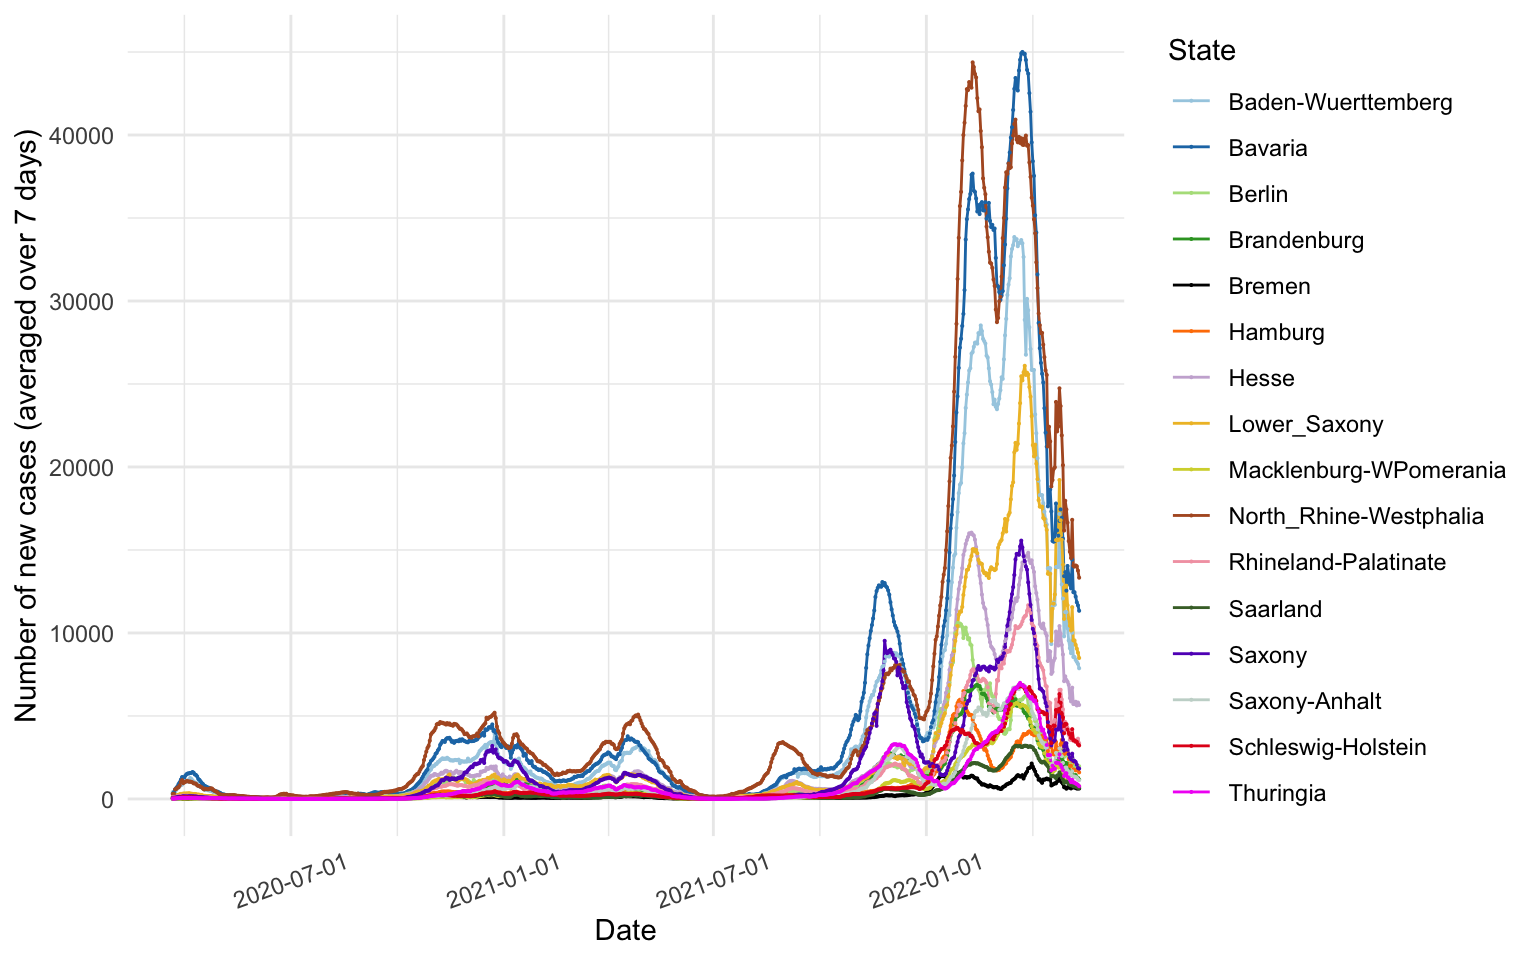 Number of new cases (averaged over 7 days)
40000
30000
20000
10000
0
2020-07-01
2021-01-01
2021-07-01
2022-01-01
Date
State
Baden-Wuerttemberg
Bavaria
Berlin
Brandenburg
Bremen
Hamburg
Hesse
Lower_Saxony
Macklenburg-WPomerania
North_Rhine-Westphalia
Rhineland-Palatinate
Saarland
Saxony
Saxony-Anhalt
Schleswig-Holstein
Thuringia